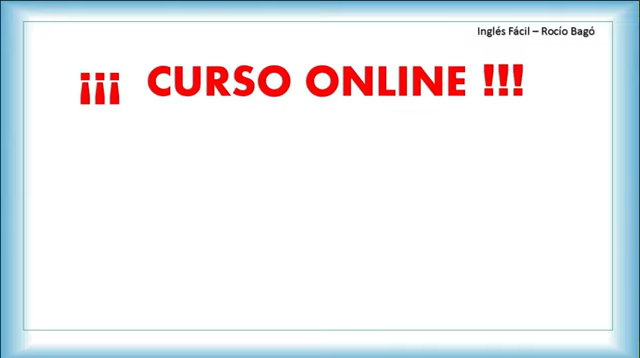 Inglés Fácil – Rocío Bagó
¡¡¡ CURSO ONLINE !!!